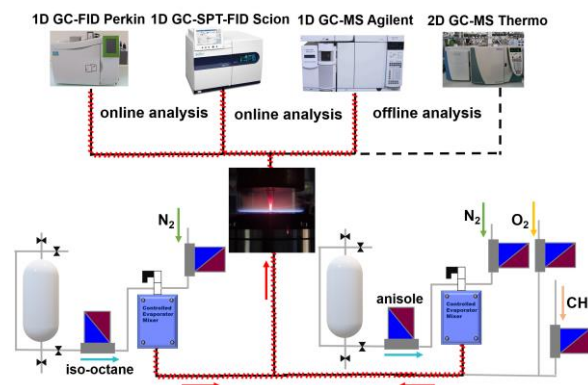 1D GC-FID Perkin 1D GC-SPT-FID Scion 1D GC-MS Agilent 2D GC-MS Thermo
online analysis online analysis offline analysis
N2 N2 O2
anisole CH
Controlled Evaporator Mixer
Controlled Evaporator Mixer
iso-octane